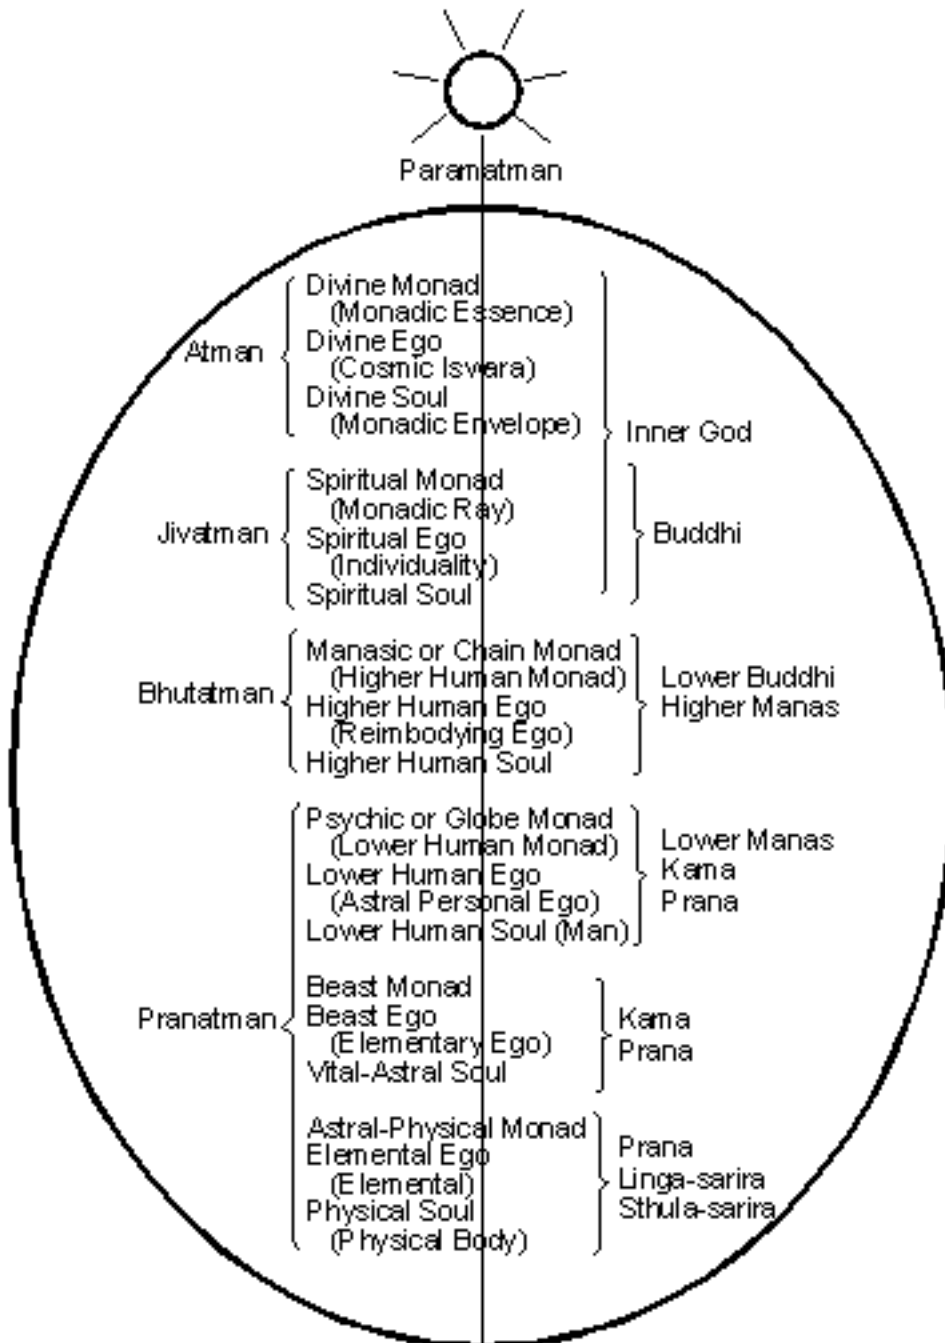 Paramatman
Atman
Divine Monad
(Monadic Essence)
Divine Ego
(Cosmic Iswara)
Divine Soul
(Monadic Envelope)
Inner God
Jivatman
Spiritual Monad
(Monadic Ray)
Spiritual Ego
(Individuality)
Spiritual Soul
Buddhi
Bhutatman
Manasic or Chain Monad
(Higher Human Monad)
Higher Human Ego
(Reimbodying Ego)
Higher Human Soul
Lower Buddhi
Higher Manas
Pranatman
Psychic or Globe Monad
(Lower Human Monad)
Lower Human Ego
(Astral Personal Ego)
Lower Human Soul (Man)
Lower Manas
Kama
Prana
Beast Monad
Beast Ego
(Elementary Ego)
Vital-Astral Soul
Kama
Prana
Astral-Physical Monad
Elemental Ego
(Elemental)
Physical Soul
(Physical Body)
Prana
Linga-sarira
Sthula-sarira